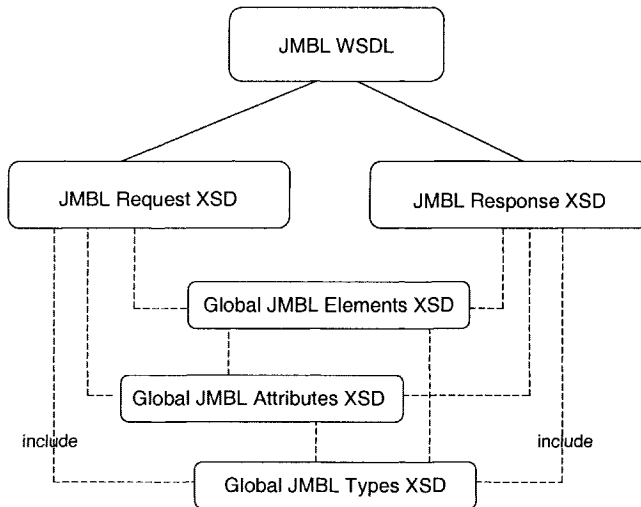 JMBL WSDL
JMBL Request XSD
JMBL Response XSD
Global JMBL Elements XSD
Global JMBL Attributes XSD
include
include
Global JMBL Types XSD